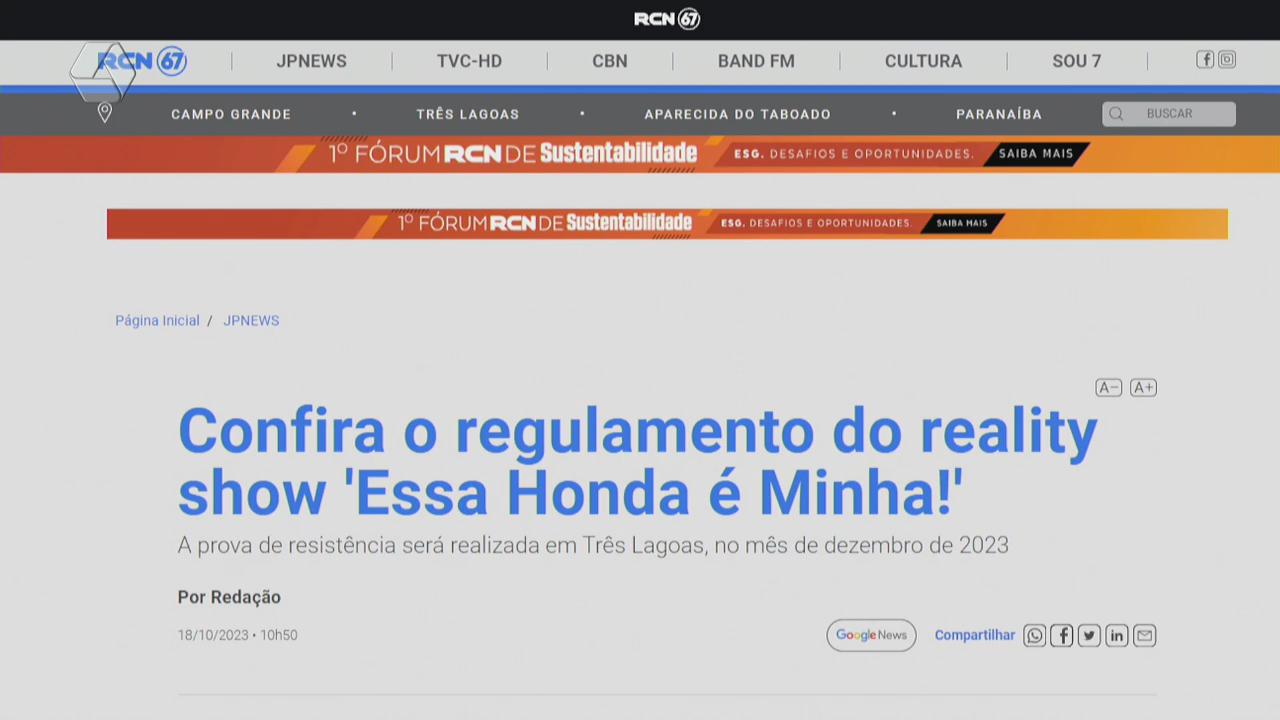 RCN 67
RCN 67 JPNEWS TVC-HD CBN BAND FM CULTURA SOU 7
CAMPO GRANDE • TRÊS LAGOAS • APARECIDA DO TABOADO • PARANAÍBA BUSCAR
1º FÓRUM RCN DE Sustentabilidade ESG. DESAFIOS E OPORTUNIDADES. SAIBA MAIS
1º FÓRUM RCN DE Sustentabilidade ESG. DESAFIOS E OPORTUNIDADES. SAIBA MAIS
Página Inicial / JPNEWS
A− A+
Confira o regulamento do reality
show 'Essa Honda é Minha!'
A prova de resistência será realizada em Três Lagoas, no mês de dezembro de 2023
Por Redação
18/10/2023 • 10h50 Google News Compartilhar